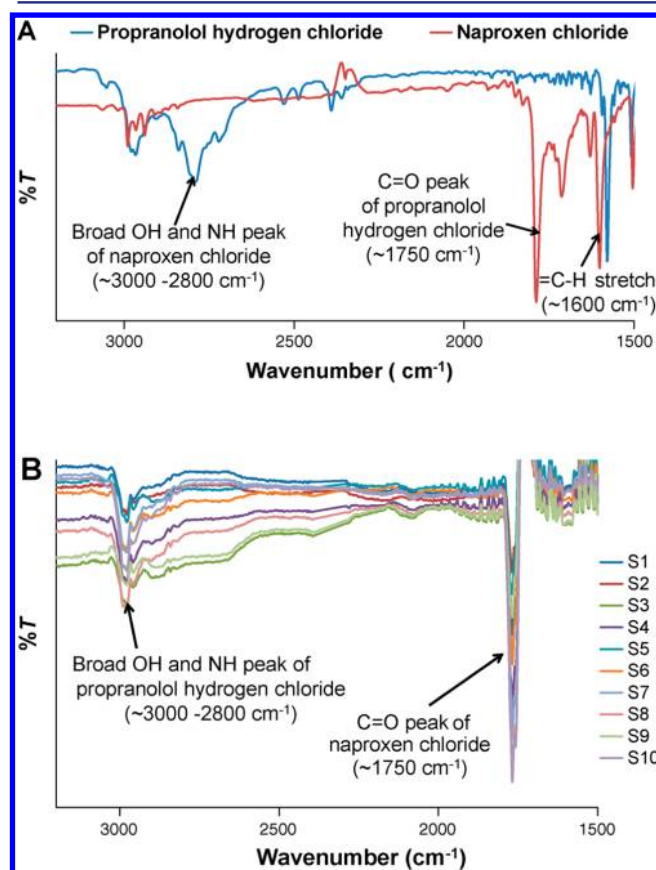 A
Propranolol hydrogen chloride
Naproxen chloride
%T
Broad OH and NH peak
of naproxen chloride
(~3000 -2800 cm⁻¹)
C=O peak
of propranolol
hydrogen chloride
(~1750 cm⁻¹)
=C-H stretch
(~1600 cm⁻¹)
3000
2500
2000
1500
Wavenumber ( cm⁻¹)
B
%T
S1
S2
S3
S4
S5
S6
S7
S8
S9
S10
Broad OH and NH peak of
propranolol hydrogen chloride
(~3000 -2800 cm⁻¹)
C=O peak of
naproxen chloride
(~1750 cm⁻¹)
3000
2500
2000
1500
Wavenumber (cm⁻¹)